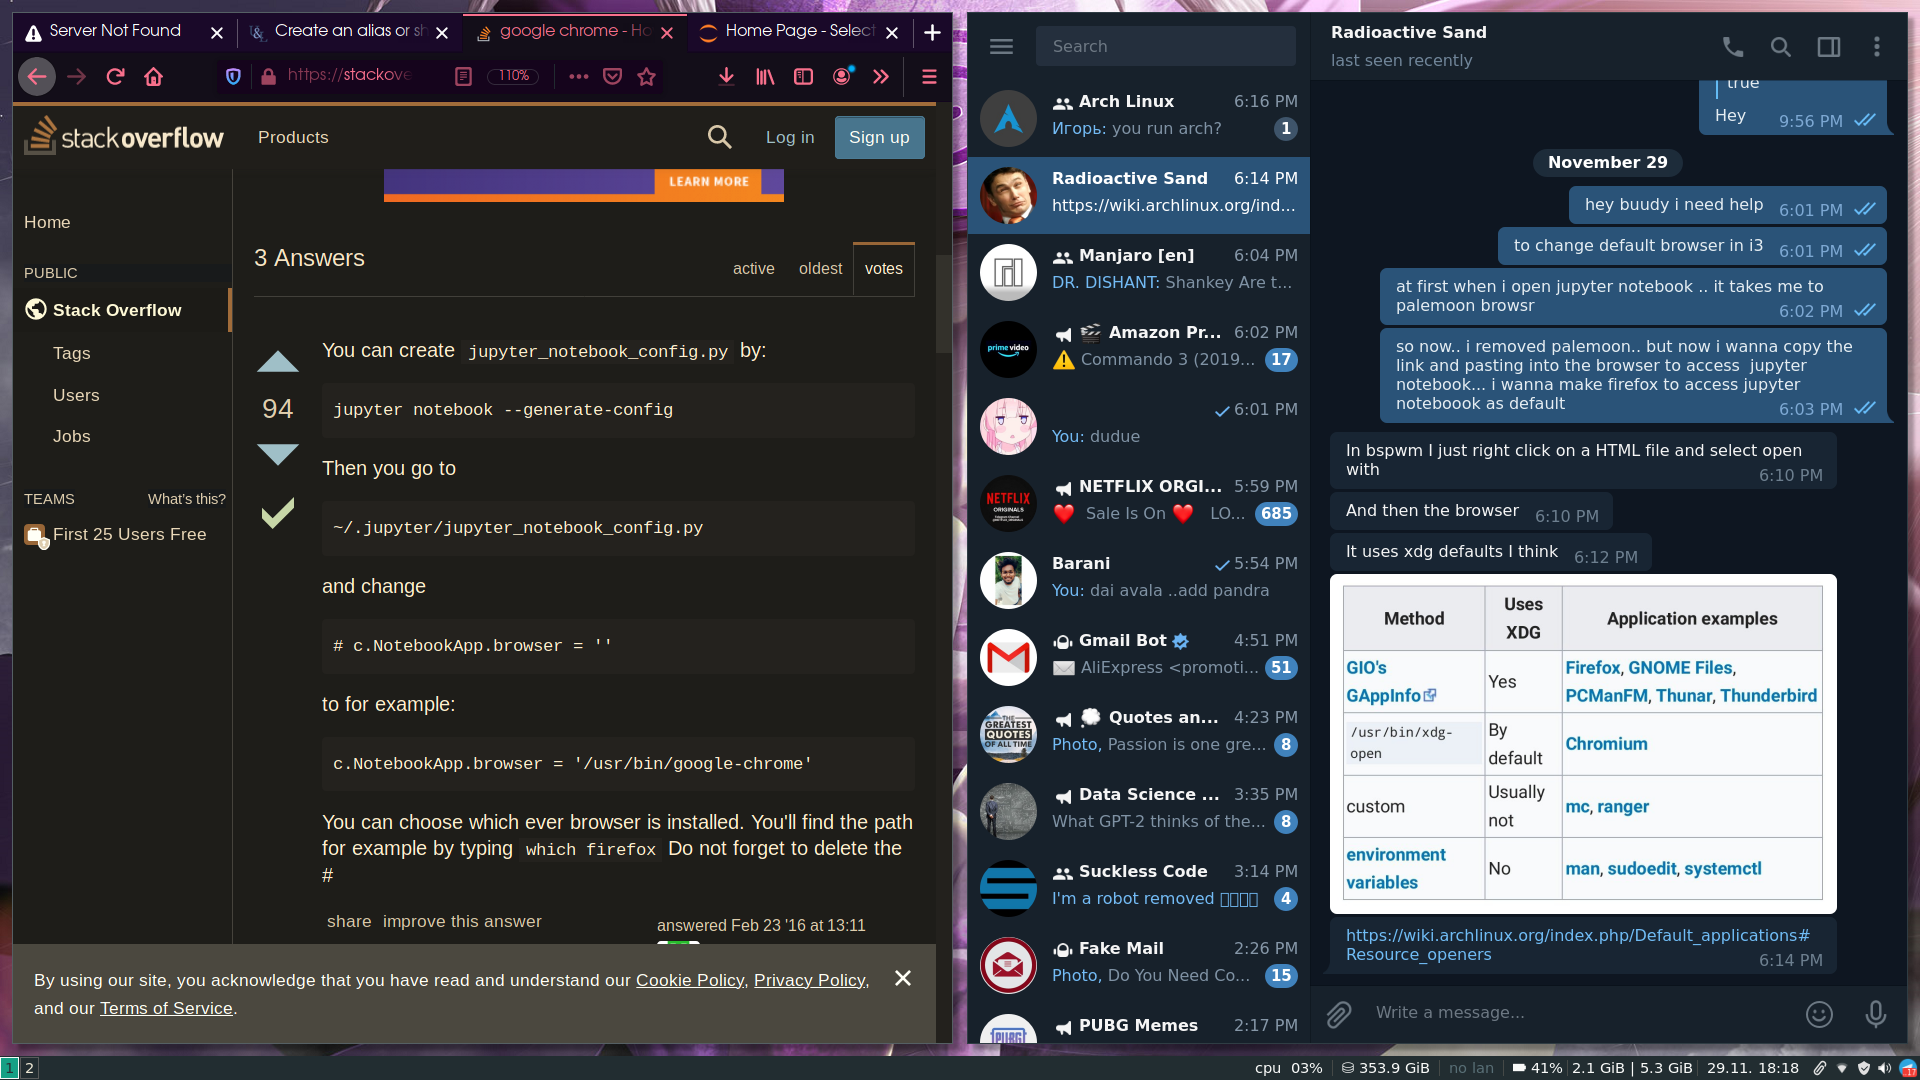 Server Not Found
Create an alias or sh
google chrome - Ho
Home Page - Select
https://stackove
110%
stackoverflow
Products
Log in
Sign up
LEARN MORE
Home
PUBLIC
Stack Overflow
Tags
Users
Jobs
TEAMS
What's this?
First 25 Users Free
3 Answers
active
oldest
votes
94
You can create jupyter_notebook_config.py by:
jupyter notebook --generate-config
Then you go to
~/.jupyter/jupyter_notebook_config.py
and change
# c.NotebookApp.browser = ''
to for example:
c.NotebookApp.browser = '/usr/bin/google-chrome'
You can choose which ever browser is installed. You'll find the path
for example by typing which firefox Do not forget to delete the
#
share improve this answer
answered Feb 23 '16 at 13:11
By using our site, you acknowledge that you have read and understand our Cookie Policy, Privacy Policy,
and our Terms of Service.
Search
Arch Linux 6:16 PM
Игорь: you run arch? 1
Radioactive Sand 6:14 PM
https://wiki.archlinux.org/ind...
Manjaro [en] 6:04 PM
DR. DISHANT: Shankey Are t...
prime video
Amazon Pr... 6:02 PM
Commando 3 (2019... 17
6:01 PM
You: dudue
NETFLIX
ORIGINALS
NETFLIX ORGI... 5:59 PM
Sale Is On LO... 685
Barani 5:54 PM
You: dai avala ..add pandra
Gmail Bot 4:51 PM
AliExpress <promoti... 51
THE
GREATEST
QUOTES
OF ALL TIME
Quotes an... 4:23 PM
Photo, Passion is one gre... 8
Data Science ... 3:35 PM
What GPT-2 thinks of the... 8
Suckless Code 3:14 PM
I'm a robot removed 4
Fake Mail 2:26 PM
Photo, Do You Need Co... 15
PUBG
PUBG Memes 2:17 PM
Radioactive Sand
last seen recently
true
Hey 9:56 PM
November 29
hey buudy i need help 6:01 PM
to change default browser in i3 6:01 PM
at first when i open jupyter notebook .. it takes me to
palemoon browsr 6:02 PM
so now.. i removed palemoon.. but now i wanna copy the
link and pasting into the browser to access jupyter
notebook... i wanna make firefox to access jupyter
noteboook as default 6:03 PM
In bspwm I just right click on a HTML file and select open
with 6:10 PM
And then the browser 6:10 PM
It uses xdg defaults I think 6:12 PM
Method
Uses
XDG
Application examples
GIO's
GAppInfo
Yes
Firefox, GNOME Files,
PCManFM, Thunar, Thunderbird
/usr/bin/xdg-
open
By
default
Chromium
custom
Usually
not
mc, ranger
environment
variables
No
man, sudoedit, systemctl
https://wiki.archlinux.org/index.php/Default_applications#
Resource_openers 6:14 PM
Write a message...
1 2
cpu 03% 353.9 GiB no lan 41% 2.1 GiB | 5.3 GiB 29.11. 18:18